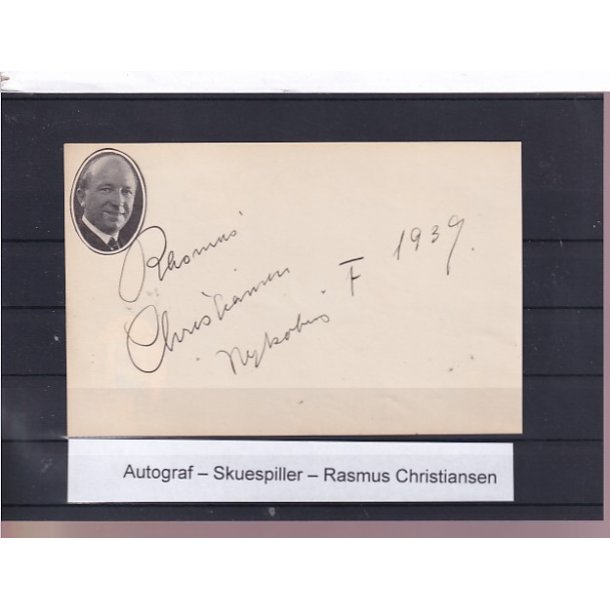 Rasmus
Christiansen
Nykøbing F 1939.
Autograf – Skuespiller – Rasmus Christiansen